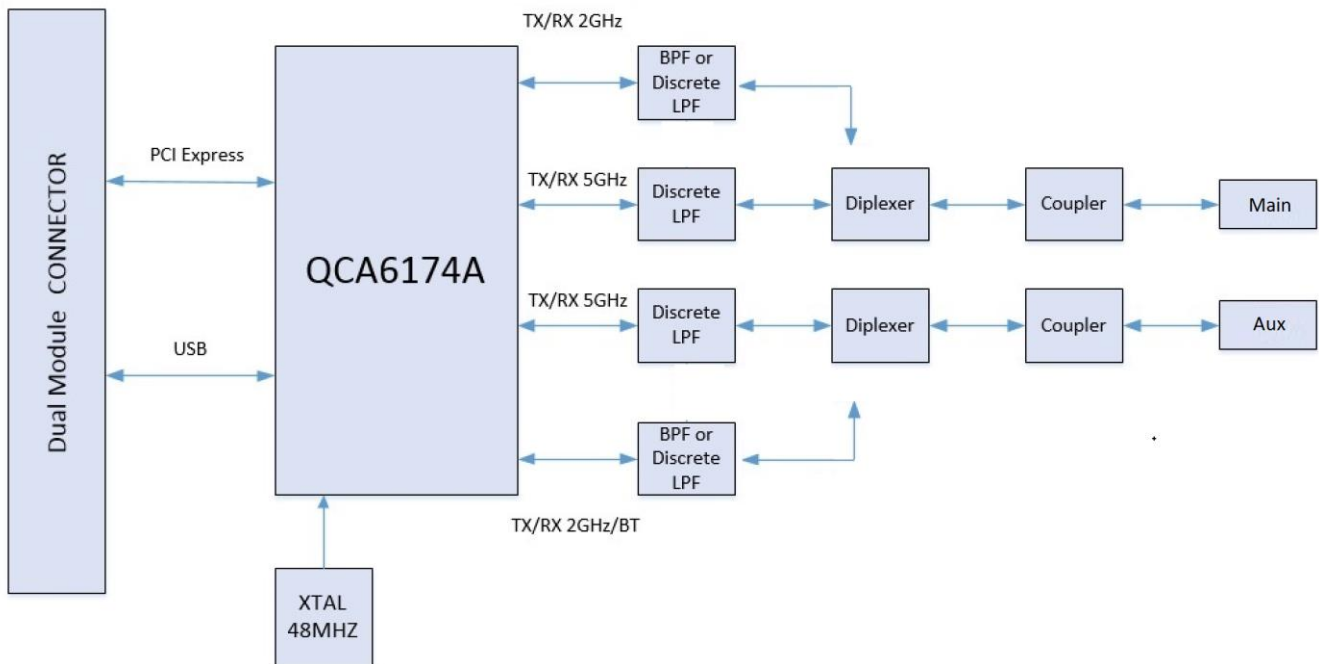 TX/RX 2GHz
BPF or
Discrete
LPF
PCI Express
TX/RX 5GHz
Discrete
LPF
Diplexer
Coupler
Main
Dual Module CONNECTOR
QCA6174A
TX/RX 5GHz
Discrete
LPF
Diplexer
Coupler
Aux
USB
BPF or
Discrete
LPF
TX/RX 2GHz/BT
XTAL
48MHZ